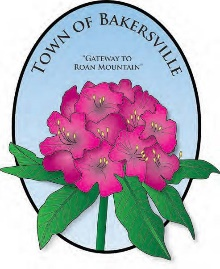 TOWN OF BAKERSVILLE
"GATEWAY TO
ROAN MOUNTAIN"